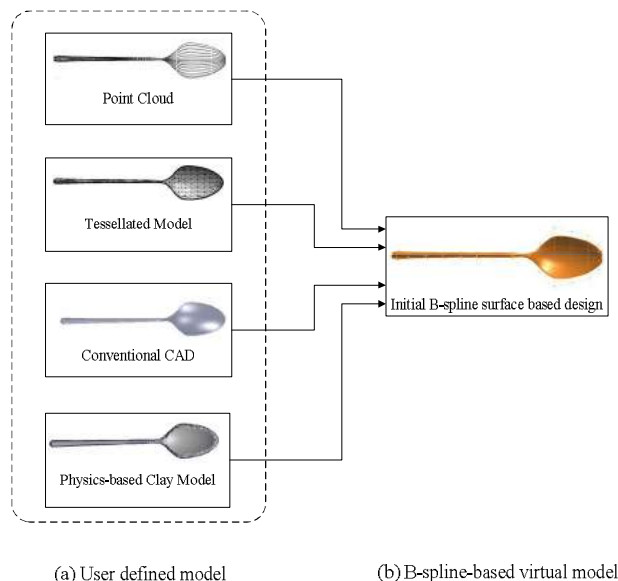 Point Cloud
Tessellated Model
Conventional CAD
Physics-based Clay Model
Initial B-spline surface based design
(a) User defined model
(b) B-spline-based virtual model